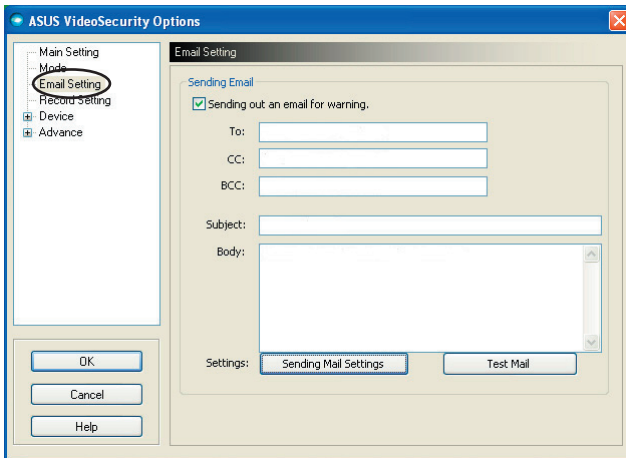 ASUS VideoSecurity Options
Main Setting
Mode
Email Setting
Record Setting
Device
Advance
OK
Cancel
Help
Email Setting
Sending Email
Sending out an email for warning.
To:
CC:
BCC:
Subject:
Body:
Settings: Sending Mail Settings Test Mail